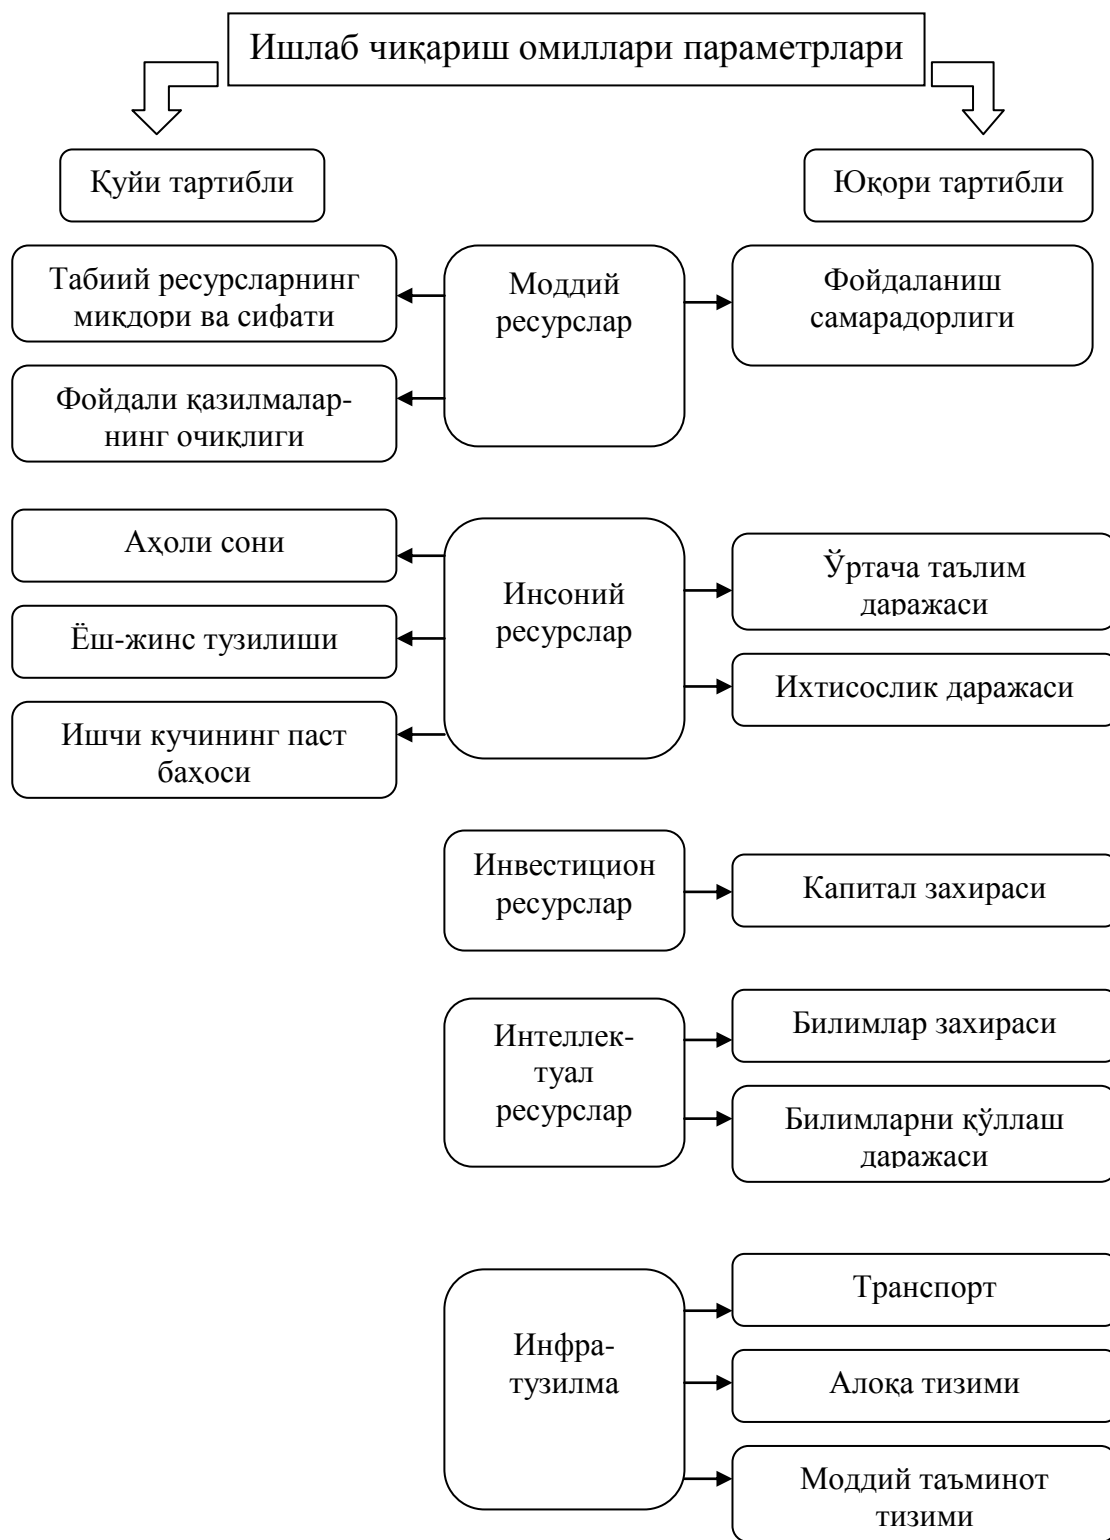 Ишлаб чиқариш омиллари параметрлари
Қуйи тартибли
Юқори тартибли
Табиий ресурсларнинг
миқдори ва сифати
Моддий
ресурслар
Фойдаланиш
самарадорлиги
Фойдали қазилмалар-
нинг очиқлиги
Аҳоли сони
Ёш-жинс тузилиши
Ишчи кучининг паст
баҳоси
Инсоний
ресурслар
Ўртача таълим
даражаси
Ихтисослик даражаси
Инвестицион
ресурслар
Капитал захираси
Интеллек-
туал
ресурслар
Билимлар захираси
Билимларни қўллаш
даражаси
Инфра-
тузилма
Транспорт
Алоқа тизими
Моддий таъминот
тизими